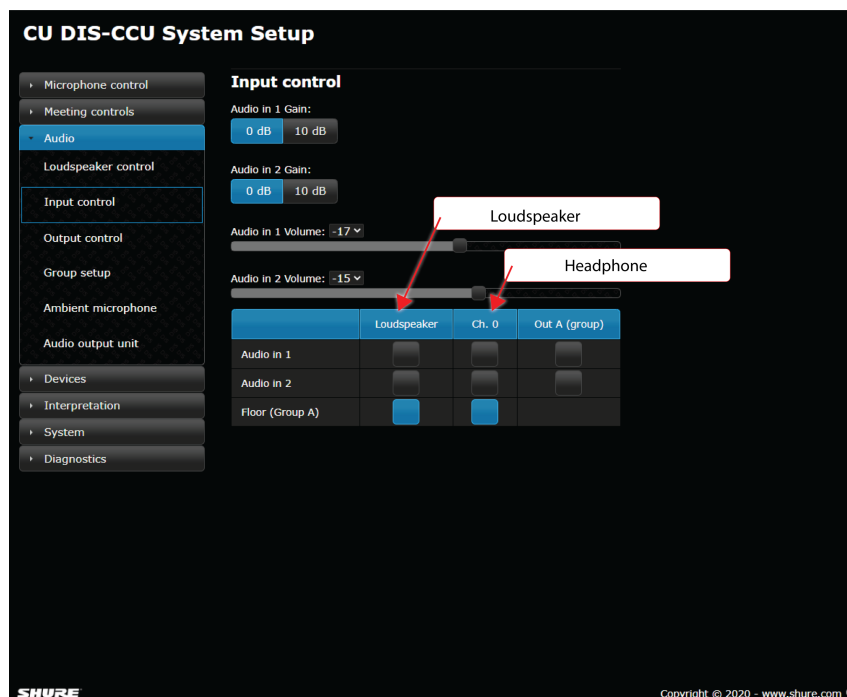 CU DIS-CCU System Setup
Microphone control
Meeting controls
Audio
Loudspeaker control
Input control
Output control
Group setup
Ambient microphone
Audio output unit
Devices
Interpretation
System
Diagnostics
Input control
Audio in 1 Gain:
0 dB 10 dB
Audio in 2 Gain:
0 dB 10 dB
Loudspeaker
Audio in 1 Volume: -17
Headphone
Audio in 2 Volume: -15
Loudspeaker Ch. 0 Out A (group)
Audio in 1
Audio in 2
Floor (Group A)
SHURE
Copyright © 2020 - www.shure.com